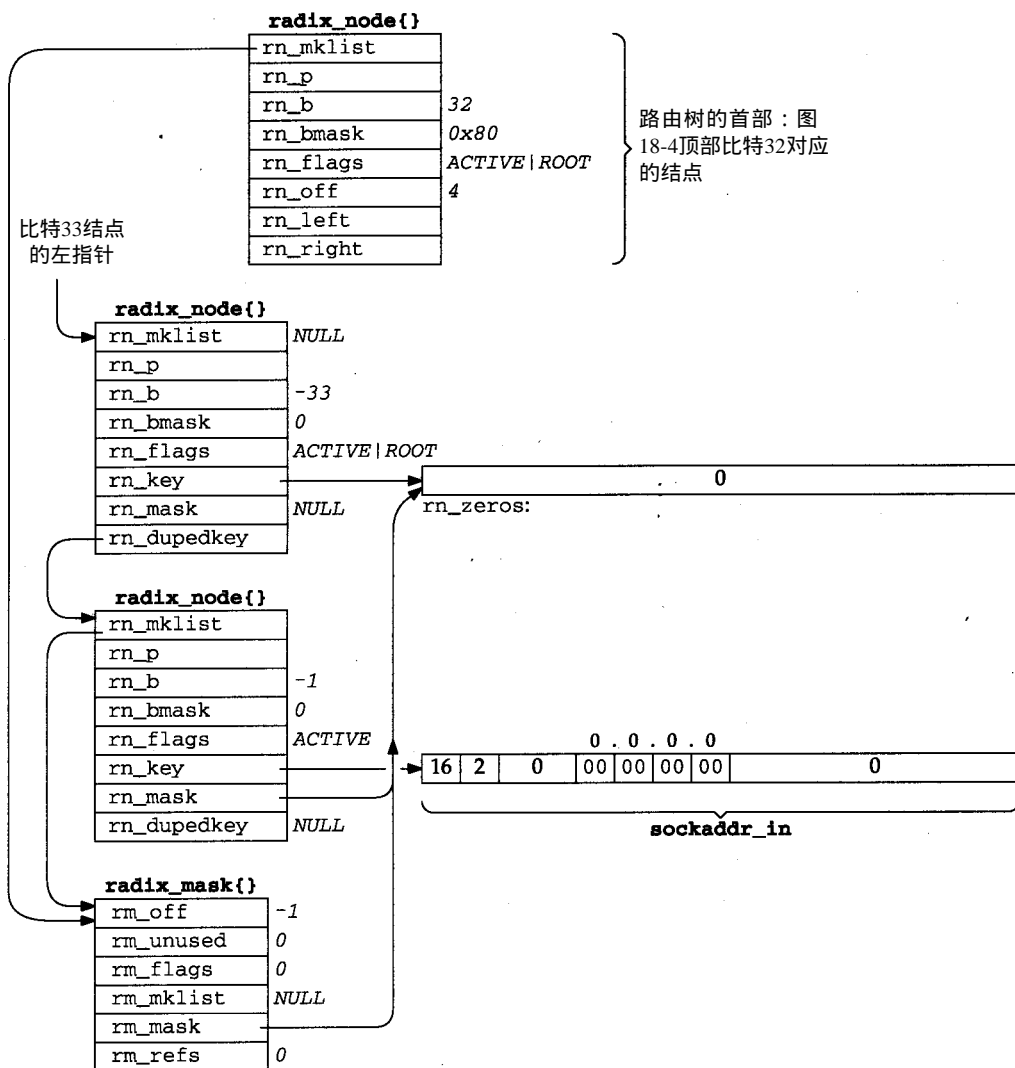 radix_node{}
rn_mklist
rn_p
rn_b 32
rn_bmask 0x80
rn_flags ACTIVE|ROOT
rn_off 4
rn_left
rn_right
路由树的首部：图
18-4顶部比特32对应
的结点
比特33结点
的左指针
radix_node{}
rn_mklist NULL
rn_p
rn_b -33
rn_bmask 0
rn_flags ACTIVE|ROOT
rn_key
rn_mask NULL
rn_dupedkey
0
rn_zeros:
radix_node{}
rn_mklist
rn_p
rn_b -1
rn_bmask 0
rn_flags ACTIVE
rn_key
rn_mask
rn_dupedkey NULL
0 . 0 . 0 . 0
16 2 0 00 00 00 00 0
sockaddr_in
radix_mask{}
rm_off -1
rm_unused 0
rm_flags 0
rm_mklist NULL
rm_mask
rm_refs 0